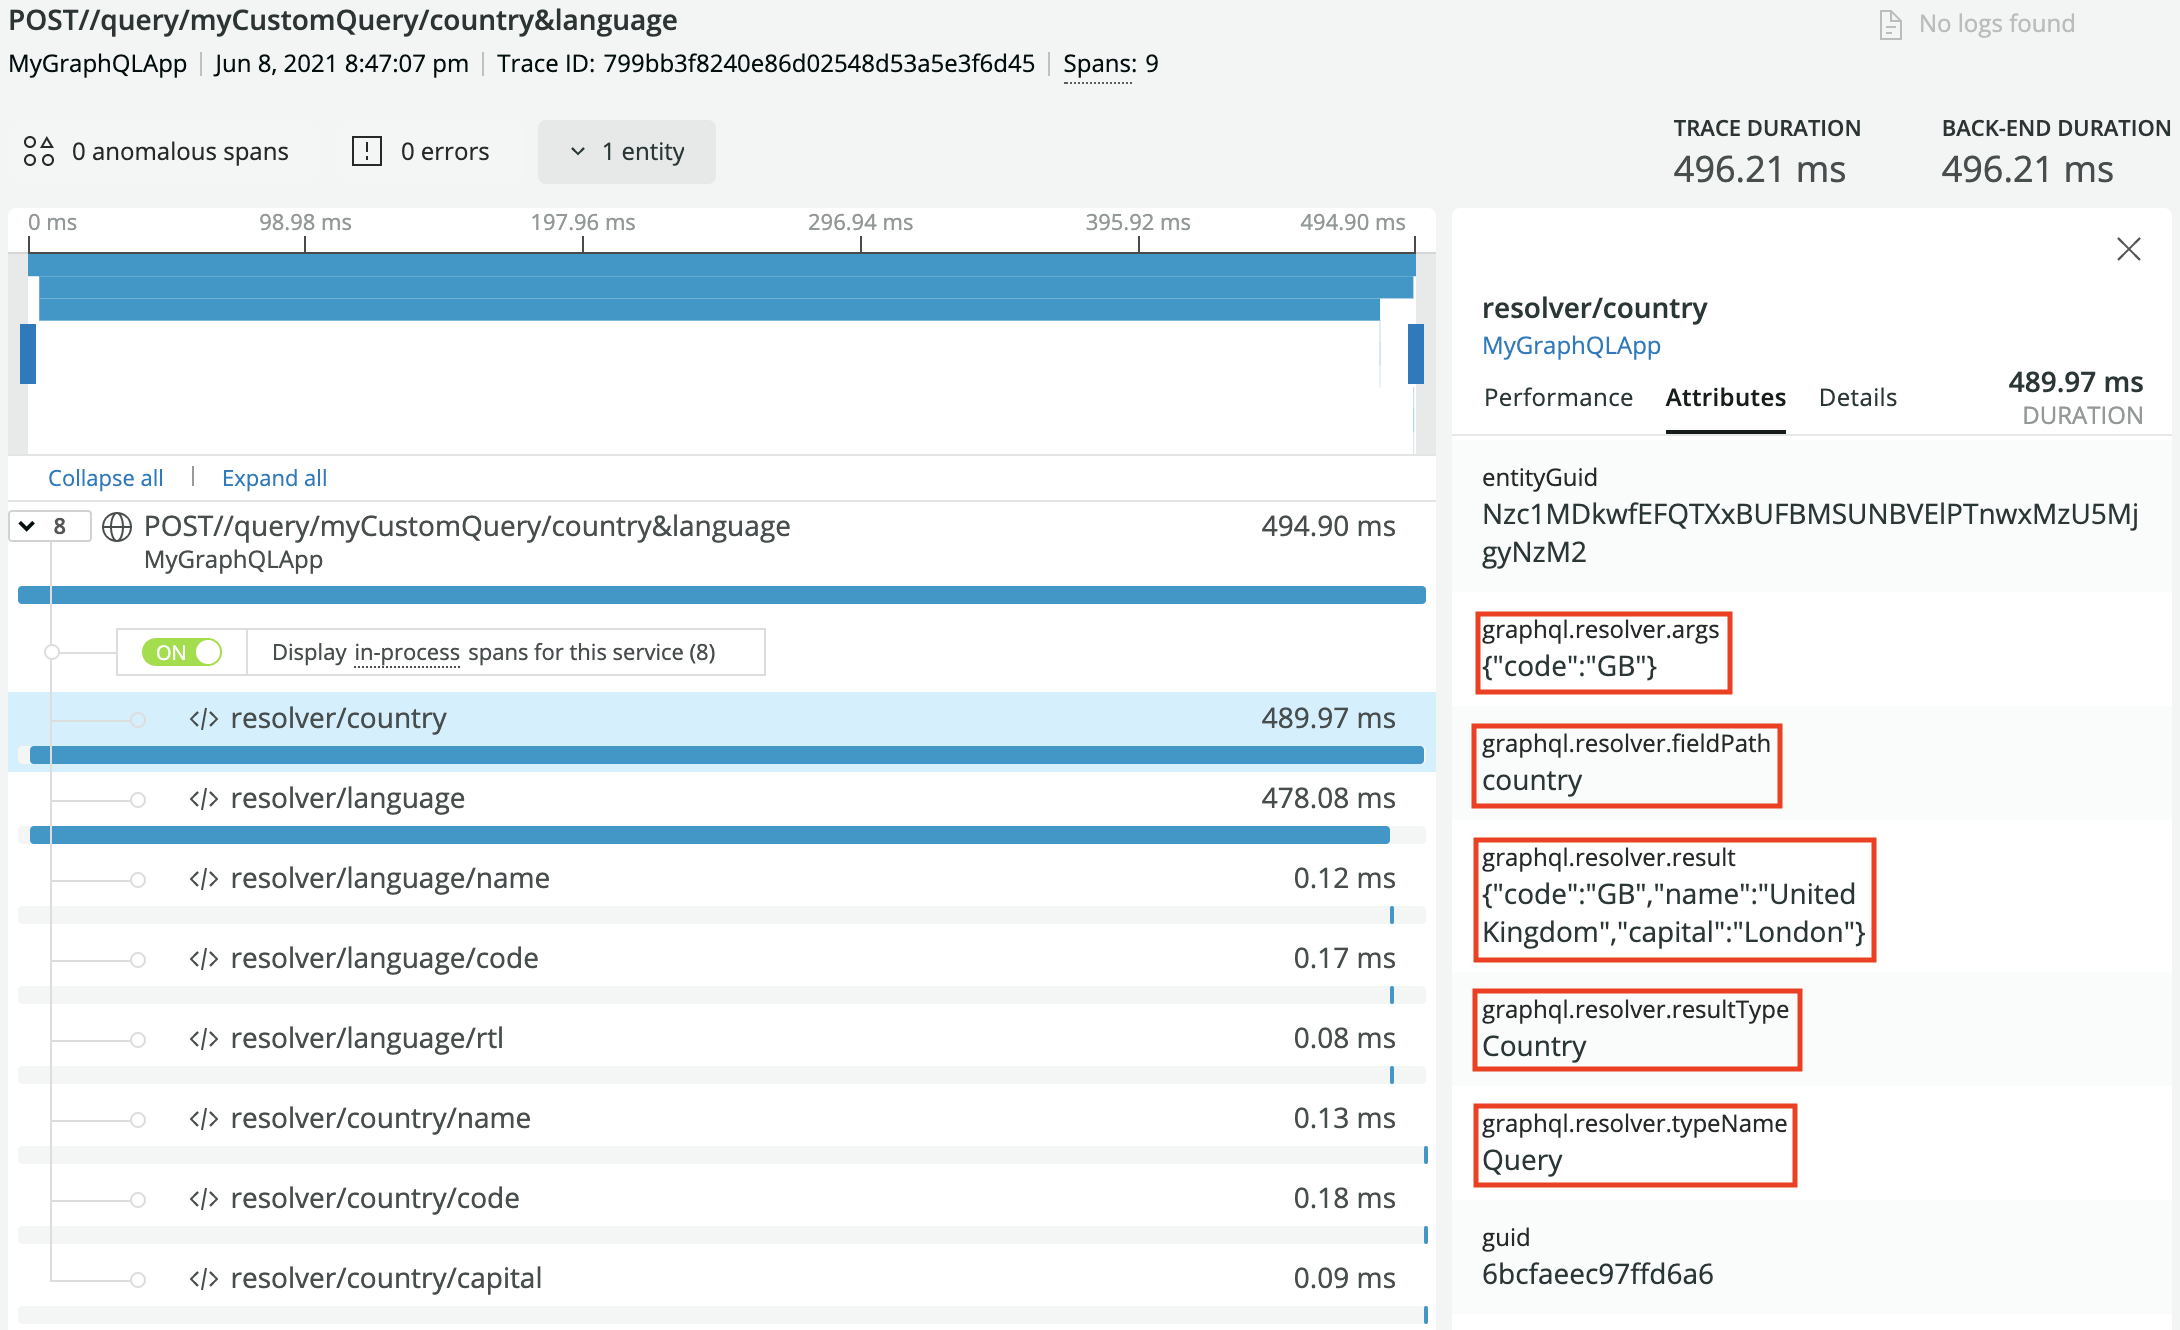 POST//query/myCustomQuery/country&language
No logs found
MyGraphQLApp Jun 8, 2021 8:47:07 pm Trace ID: 799bb3f8240e86d02548d53a5e3f6d45 Spans: 9
0 anomalous spans 0 errors 1 entity
TRACE DURATION
496.21 ms
BACK-END DURATION
496.21 ms
0 ms 98.98 ms 197.96 ms 296.94 ms 395.92 ms 494.90 ms
Collapse all Expand all
8 POST//query/myCustomQuery/country&language 494.90 ms
MyGraphQLApp
ON Display in-process spans for this service (8)
</> resolver/country 489.97 ms
</> resolver/language 478.08 ms
</> resolver/language/name 0.12 ms
</> resolver/language/code 0.17 ms
</> resolver/language/rtl 0.08 ms
</> resolver/country/name 0.13 ms
</> resolver/country/code 0.18 ms
</> resolver/country/capital 0.09 ms
resolver/country
MyGraphQLApp
Performance Attributes Details
489.97 ms
DURATION
entityGuid
Nzc1MDkwfEFQTXxBUFBMSUNBVElPTnwxMzU5Mj
gyNzM2
graphql.resolver.args
{"code":"GB"}
graphql.resolver.fieldPath
country
graphql.resolver.result
{"code":"GB","name":"United
Kingdom","capital":"London"}
graphql.resolver.resultType
Country
graphql.resolver.typeName
Query
guid
6bcfaeec97ffd6a6